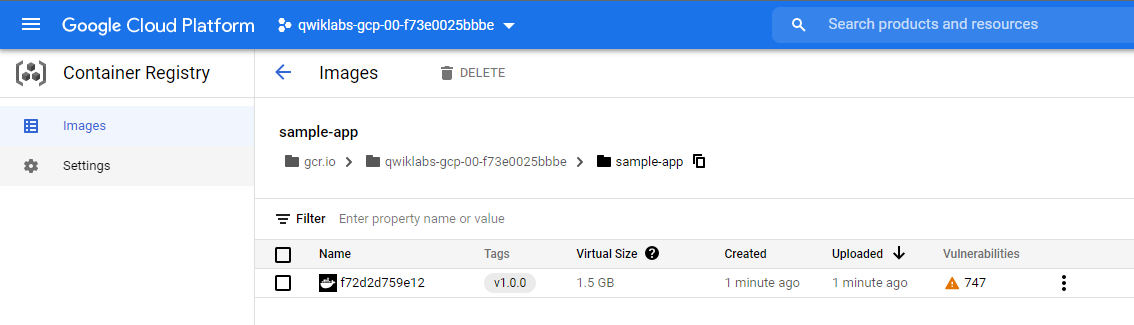 Google Cloud Platform qwiklabs-gcp-00-f73e0025bbbe Search products and resources
Container Registry Images DELETE
Images
Settings
sample-app
gcr.io qwiklabs-gcp-00-f73e0025bbbe sample-app
Filter Enter property name or value
Name Tags Virtual Size ? Created Uploaded Vulnerabilities
f72d2d759e12 v1.0.0 1.5 GB 1 minute ago 1 minute ago 747